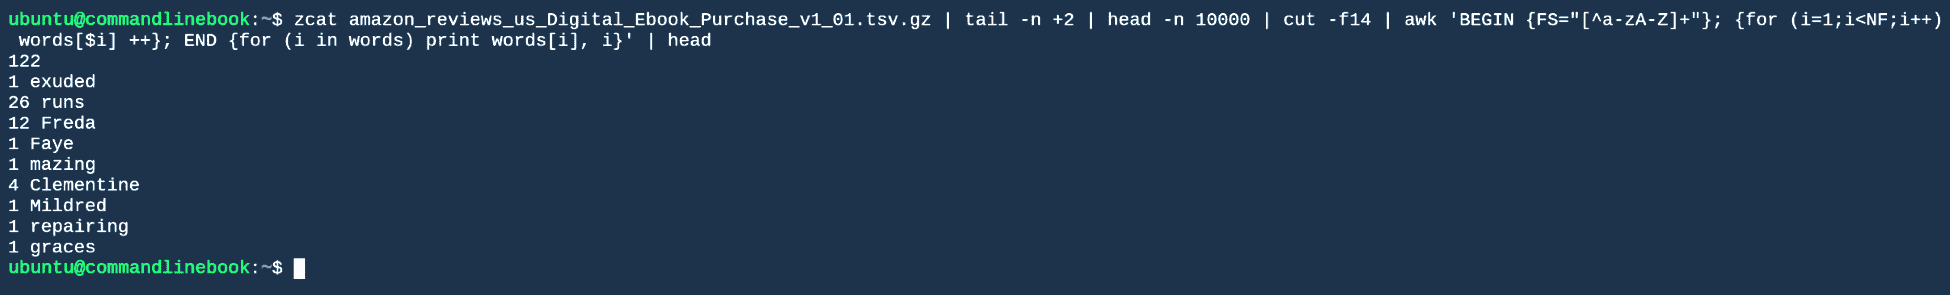 ubuntu@commandlinebook:~$ zcat amazon_reviews_us_Digital_Ebook_Purchase_v1_01.tsv.gz | tail -n +2 | head -n 10000 | cut -f14 | awk 'BEGIN {FS="[^a-zA-Z]+"}; {for (i=1;i<NF;i++)
words[$i] ++}; END {for (i in words) print words[i], i}' | head
122
1 exuded
26 runs
12 Freda
1 Faye
1 mazing
4 Clementine
1 Mildred
1 repairing
1 graces
ubuntu@commandlinebook:~$